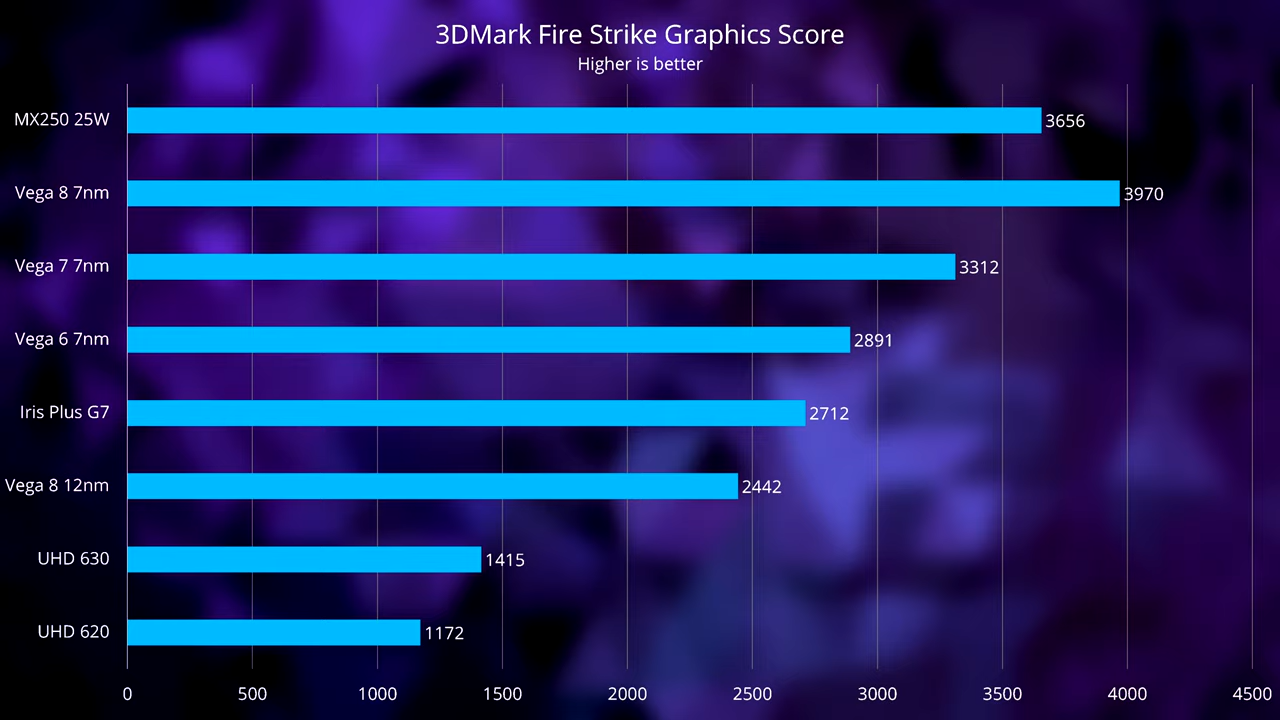 3DMark Fire Strike Graphics Score
Higher is better
MX250 25W 3656
Vega 8 7nm 3970
Vega 7 7nm 3312
Vega 6 7nm 2891
Iris Plus G7 2712
Vega 8 12nm 2442
UHD 630 1415
UHD 620 1172
0 500 1000 1500 2000 2500 3000 3500 4000 4500